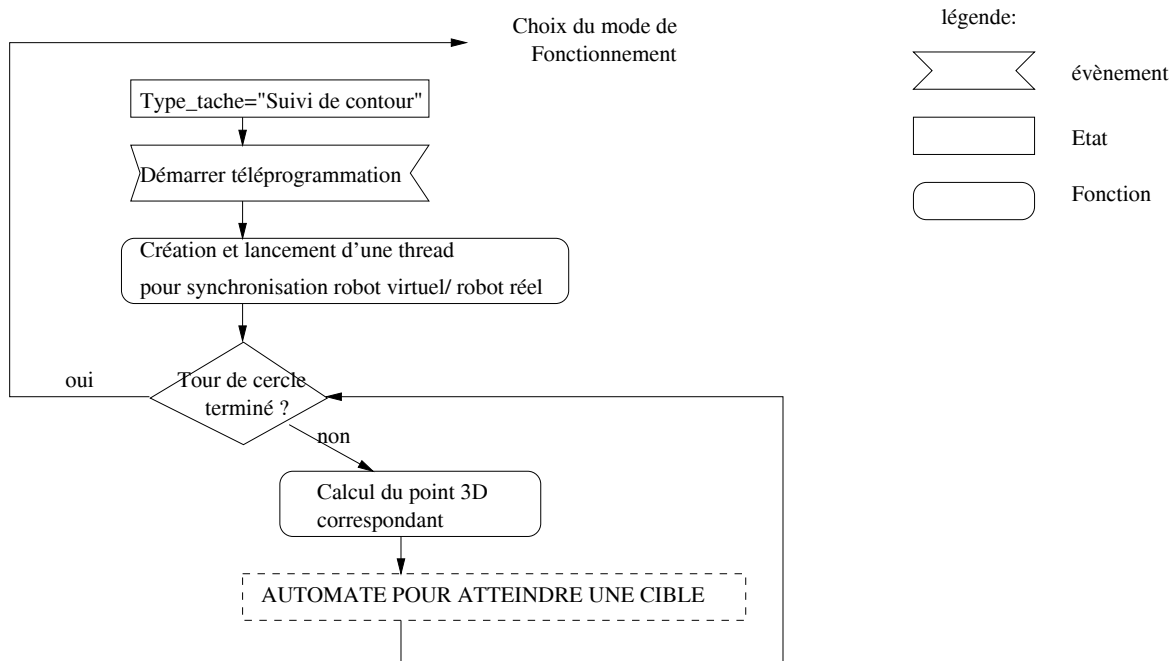 Choix du mode de
Fonctionnement
légende:
évènement
Etat
Fonction
Type_tache="Suivi de contour"
Démarrer téléprogrammation
Création et lancement d'une thread
pour synchronisation robot virtuel/ robot réel
oui
Tour de cercle
terminé ?
non
Calcul du point 3D
correspondant
AUTOMATE POUR ATTEINDRE UNE CIBLE